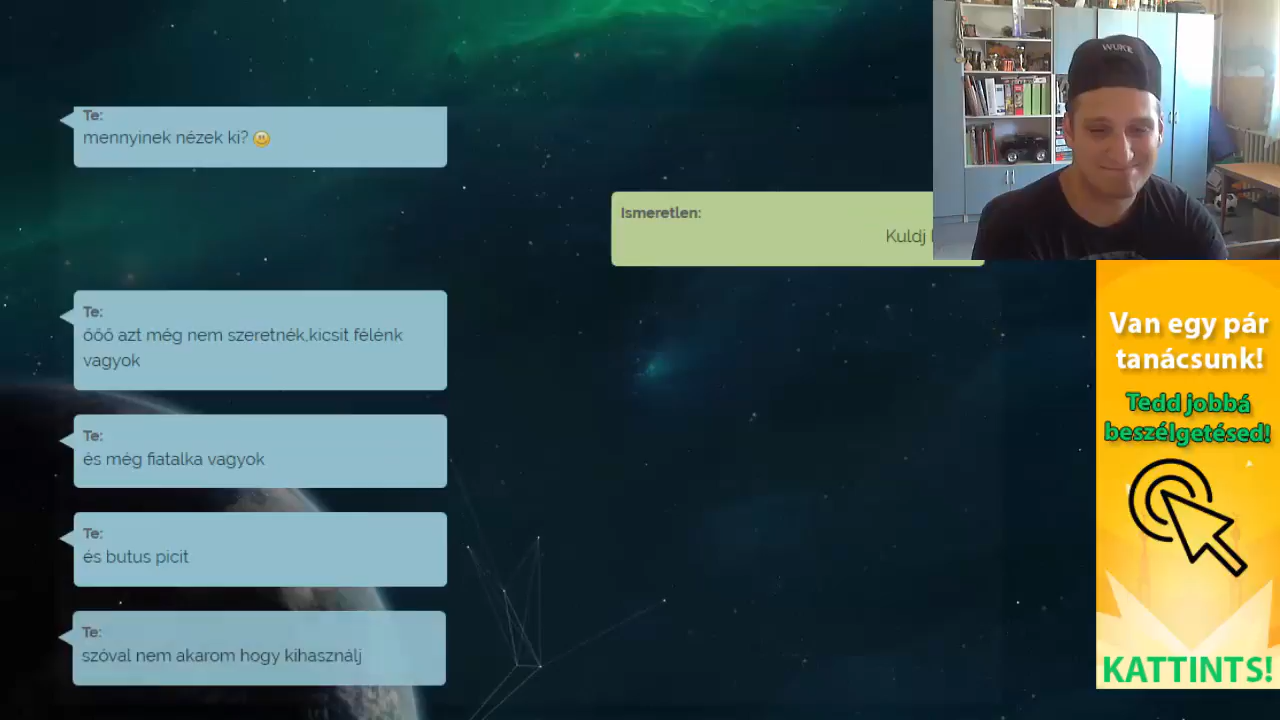 Te:
mennyinek nézek ki?
Ismeretlen:
Kuldj
Te:
őőő azt még nem szeretnék,kicsit félénk
vagyok
Te:
és még fiatalka vagyok
Te:
és butus picit
Te:
szóval nem akarom hogy kihasználj
WUKE
Van egy pár
tanácsunk!
Tedd jobbá
beszélgetésed!
KATTINTS!